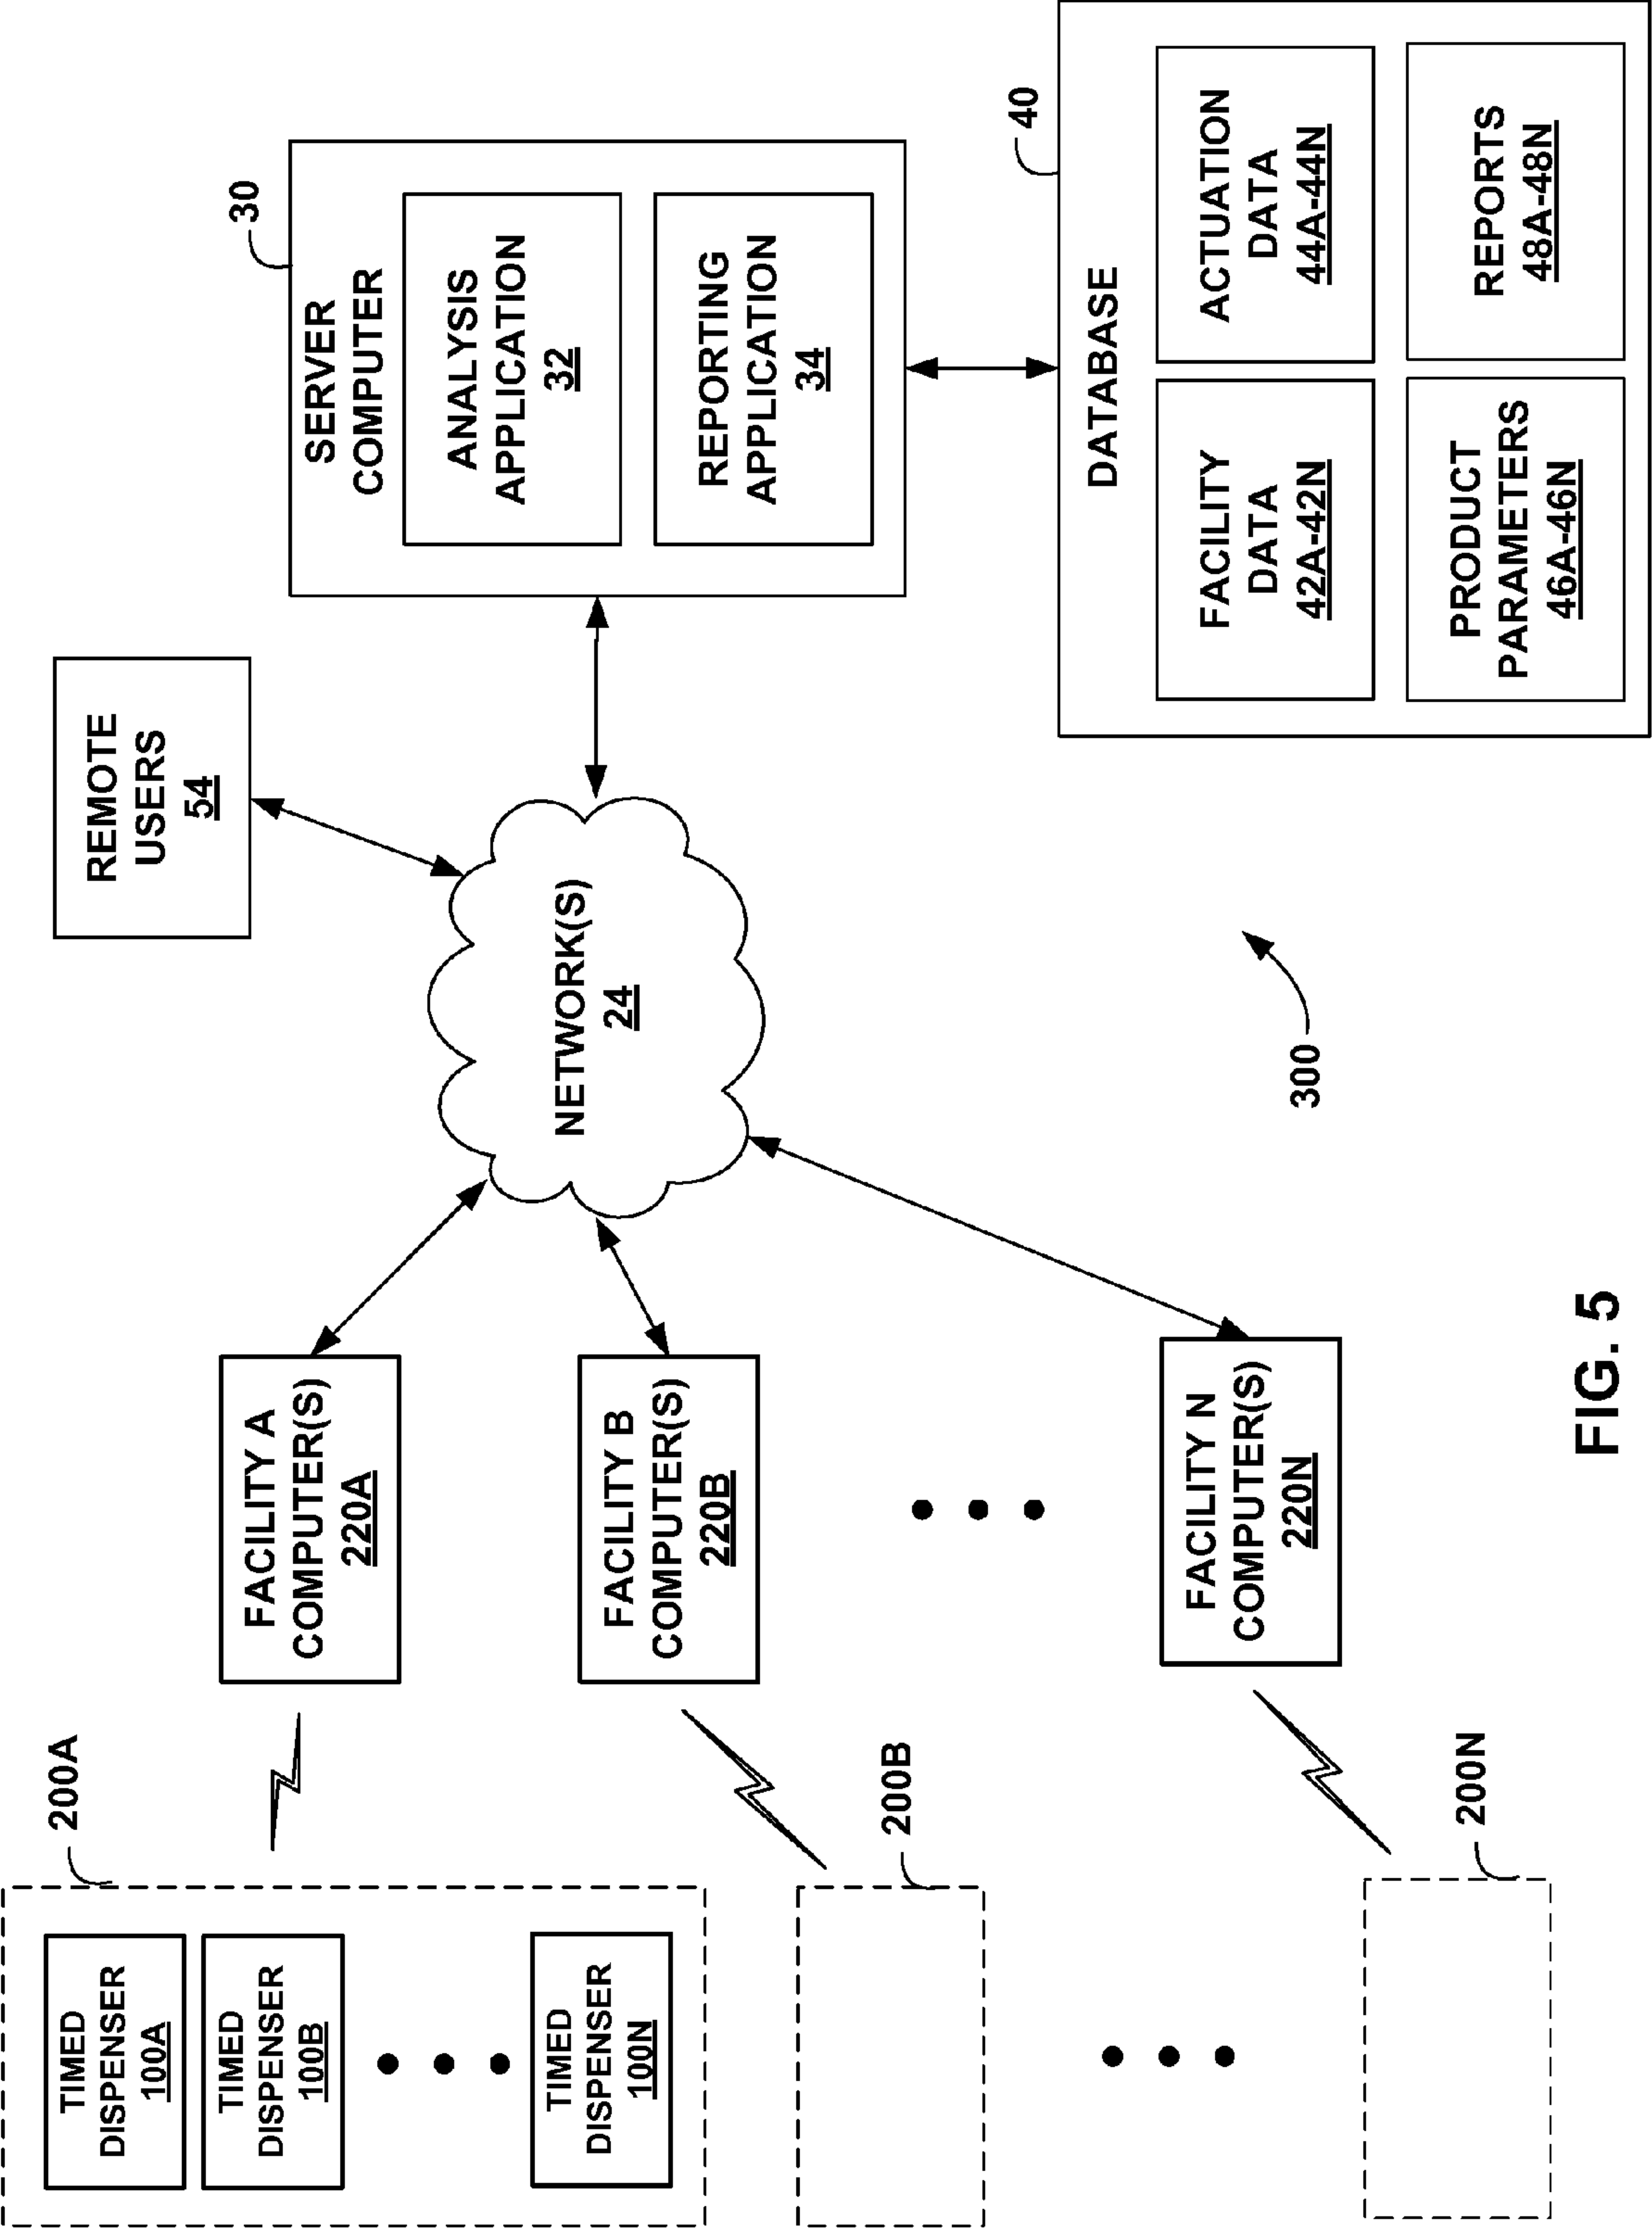 200A
TIMED
DISPENSER
100A
TIMED
DISPENSER
100B
TIMED
DISPENSER
100N
200B
200N
FACILITY A
COMPUTER(S)
220A
FACILITY B
COMPUTER(S)
220B
FACILITY N
COMPUTER(S)
220N
NETWORK(S)
24
REMOTE
USERS
54
30
SERVER
COMPUTER
ANALYSIS
APPLICATION
32
REPORTING
APPLICATION
34
40
DATABASE
FACILITY
DATA
42A-42N
ACTUATION
DATA
44A-44N
PRODUCT
PARAMETERS
46A-46N
REPORTS
48A-48N
300
FIG. 5